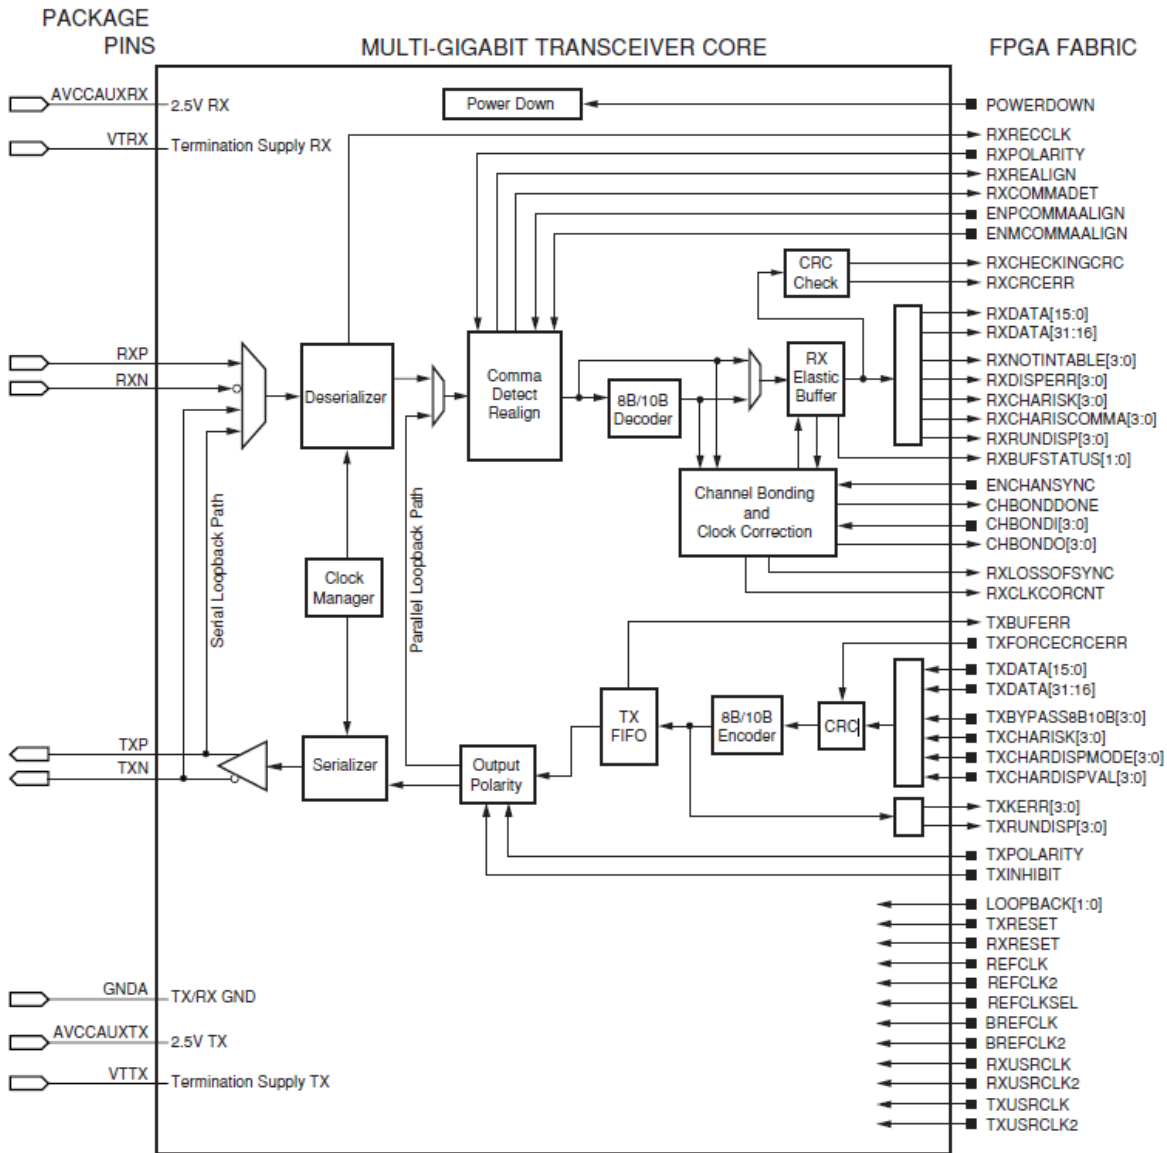 PACKAGE
PINS
MULTI-GIGABIT TRANSCEIVER CORE
FPGA FABRIC
AVCCAUXRX
2.5V RX
Power Down
POWERDOWN
VTRX
Termination Supply RX
RXRECCLK
RXPOLARITY
RXREALIGN
RXCOMMADET
ENPCOMMAALIGN
ENMCOMMAALIGN
CRC
Check
RXCHECKINGCRC
RXCRCERR
RXDATA[15:0]
RXDATA[31:16]
RXP
RXN
Deserializer
Comma
Detect
Realign
8B/10B
Decoder
RX
Elastic
Buffer
RXNOTINTABLE[3:0]
RXDISPERR[3:0]
RXCHARISK[3:0]
RXCHARISCOMMA[3:0]
RXRUNDISP[3:0]
RXBUFSTATUS[1:0]
Channel Bonding
and
Clock Correction
ENCHANSYNC
CHBONDDONE
CHBONDI[3:0]
CHBONDO[3:0]
RXLOSSOFSYNC
RXCLKCORCNT
Serial Loopback Path
Clock
Manager
Parallel Loopback Path
TXBUFERR
TXFORCECRCERR
TXDATA[15:0]
TXDATA[31:16]
TX
FIFO
8B/10B
Encoder
CRC
TXBYPASS8B10B[3:0]
TXCHARISK[3:0]
TXCHARDISPMODE[3:0]
TXCHARDISPVAL[3:0]
TXP
TXN
Serializer
Output
Polarity
TXKERR[3:0]
TXRUNDISP[3:0]
TXPOLARITY
TXINHIBIT
LOOPBACK[1:0]
TXRESET
RXRESET
REFCLK
REFCLK2
REFCLKSEL
BREFCLK
BREFCLK2
RXUSRCLK
RXUSRCLK2
TXUSRCLK
TXUSRCLK2
GNDA
TX/RX GND
AVCCAUXTX
2.5V TX
VTTX
Termination Supply TX